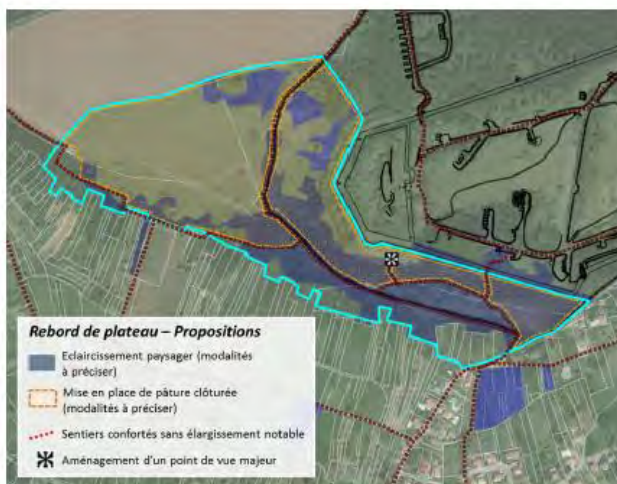 Rebord de plateau – Propositions
Eclaircissement paysager (modalités
à préciser)
Mise en place de pâture clôturée
(modalités à préciser)
Sentiers confortés sans élargissement notable
Aménagement d'un point de vue majeur